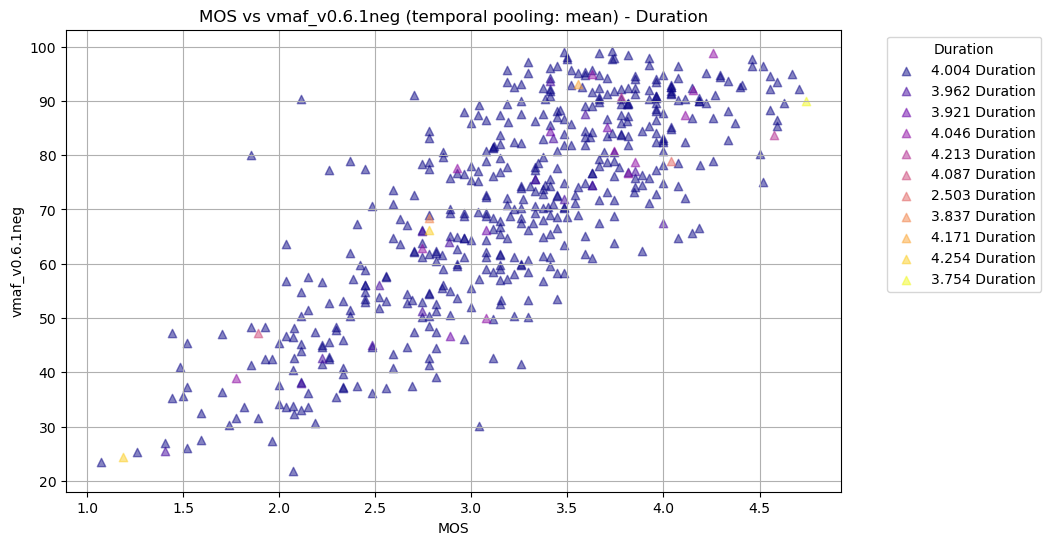 MOS vs vmaf_v0.6.1neg (temporal pooling: mean) - Duration
100
90
80
70
60
50
40
30
20
vmaf_v0.6.1neg
1.0 1.5 2.0 2.5 3.0 3.5 4.0 4.5
MOS
Duration
4.004 Duration
3.962 Duration
3.921 Duration
4.046 Duration
4.213 Duration
4.087 Duration
2.503 Duration
3.837 Duration
4.171 Duration
4.254 Duration
3.754 Duration